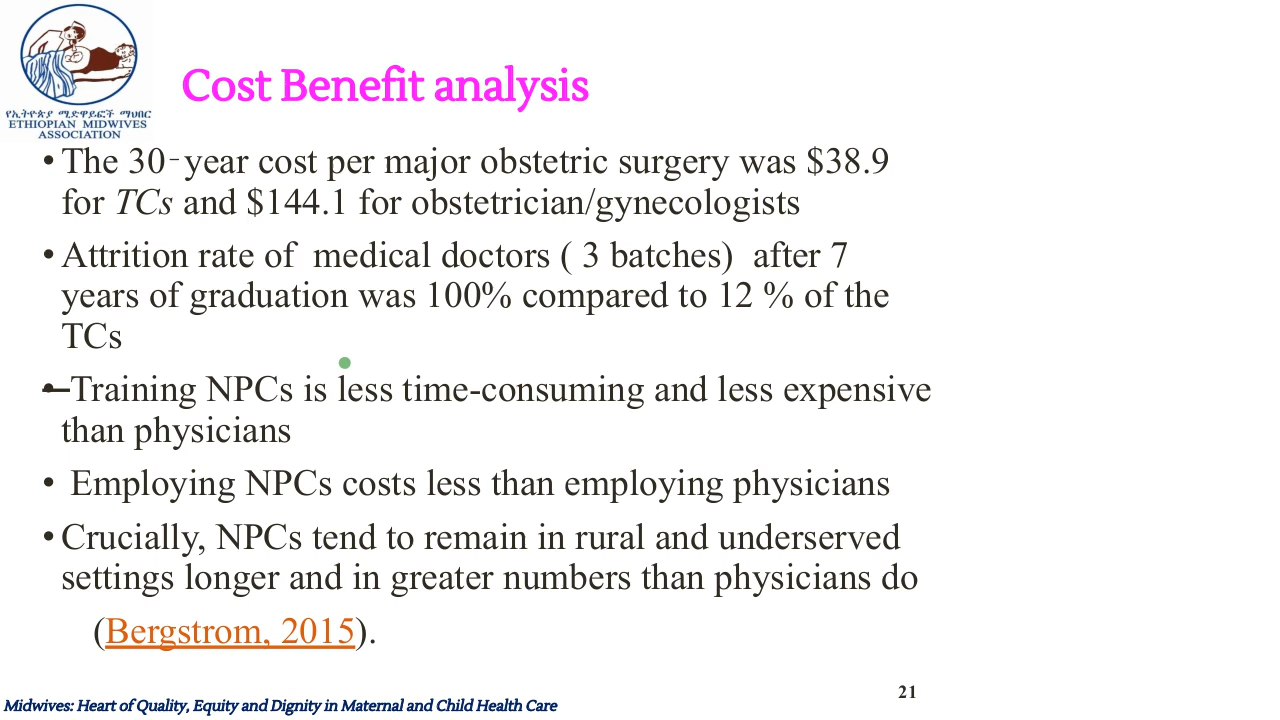 የኢትዮጵያ ሚድዋይፎች ማህበር
ETHIOPIAN MIDWIVES
ASSOCIATION
Cost Benefit analysis
• The 30-year cost per major obstetric surgery was $38.9
for TCs and $144.1 for obstetrician/gynecologists
• Attrition rate of medical doctors ( 3 batches) after 7
years of graduation was 100% compared to 12 % of the
TCs
• Training NPCs is less time-consuming and less expensive
than physicians
• Employing NPCs costs less than employing physicians
• Crucially, NPCs tend to remain in rural and underserved
settings longer and in greater numbers than physicians do
(Bergstrom, 2015).
21
Midwives: Heart of Quality, Equity and Dignity in Maternal and Child Health Care